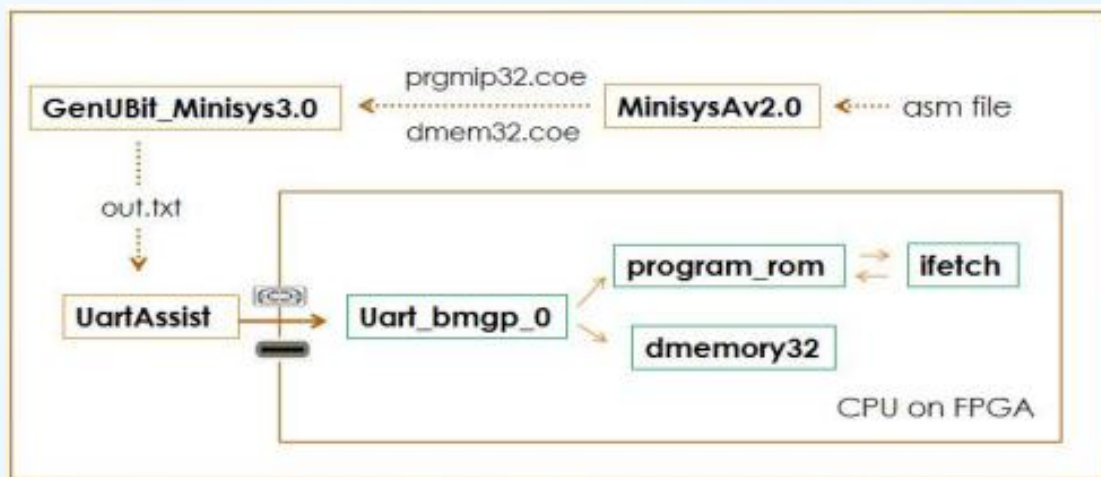 prgmip32.coe
GenUBit_Minisys3.0
MinisysAv2.0
asm file
dmem32.coe
out.txt
program_rom
ifetch
UartAssist
Uart_bmgp_0
dmemory32
CPU on FPGA